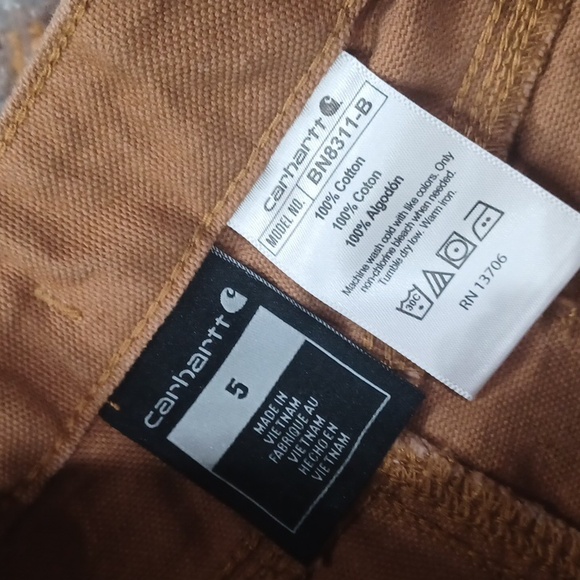 carhartt
MODEL NO. BN8311-B
100% Cotton
100% Coton
100% Algodón
Machine wash cold with like colors. Only
non-chlorine bleach when needed.
Tumble dry low. Warm iron.
30C
RN 13706
carhartt
5
MADE IN
VIETNAM
FABRIQUE AU
VIETNAM
HECHO EN
VIETNAM